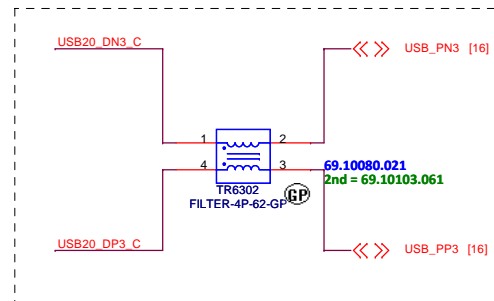 USB20_DN3_C
USB_PN3 [16]
1
2
4
3
69.10080.021
2nd = 69.10103.061
TR6302
FILTER-4P-62-GP
GP
USB20_DP3_C
USB_PP3 [16]